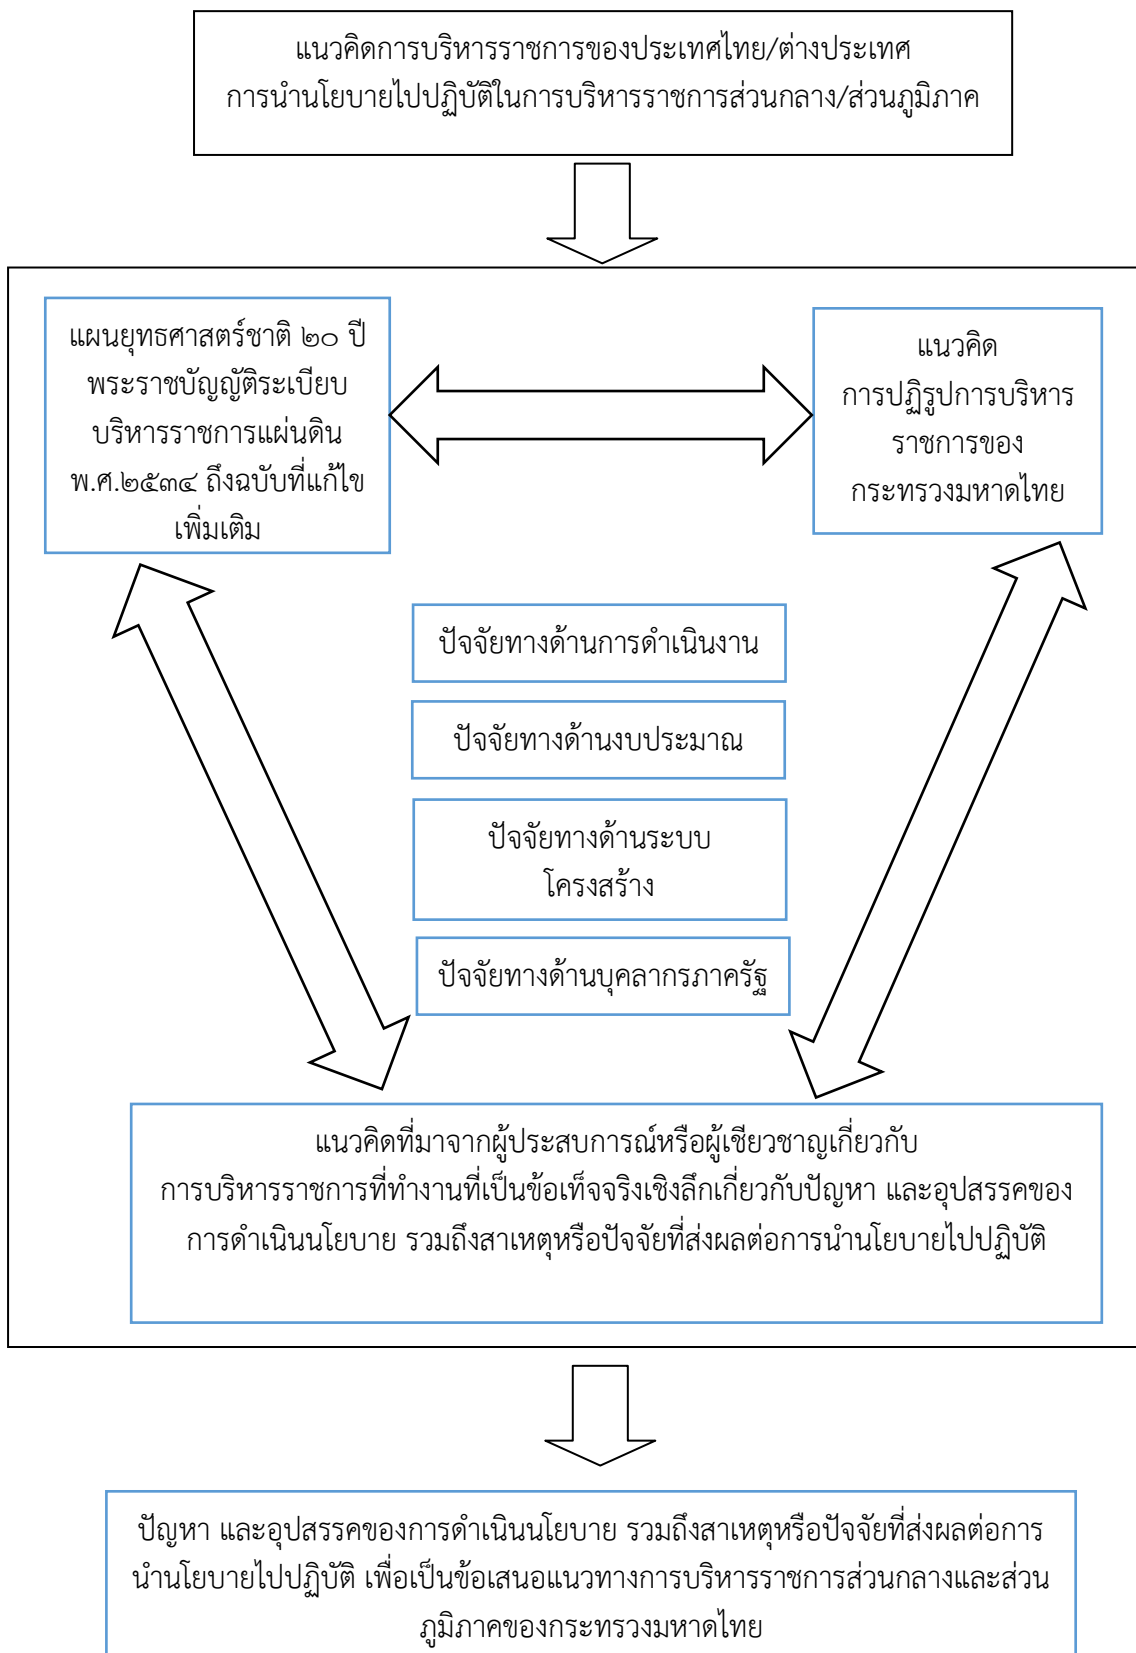 แนวคิดการบริหารราชการของประเทศไทย/ต่างประเทศ
การนำนโยบายไปปฏิบัติในการบริหารราชการส่วนกลาง/ส่วนภูมิภาค
แผนยุทธศาสตร์ชาติ ๒๐ ปี
พระราชบัญญัติระเบียบ
บริหารราชการแผ่นดิน
พ.ศ.๒๕๓๔ ถึงฉบับที่แก้ไข
เพิ่มเติม
แนวคิด
การปฏิรูปการบริหาร
ราชการของ
กระทรวงมหาดไทย
ปัจจัยทางด้านการดำเนินงาน
ปัจจัยทางด้านงบประมาณ
ปัจจัยทางด้านระบบ
โครงสร้าง
ปัจจัยทางด้านบุคลากรภาครัฐ
แนวคิดที่มาจากผู้ประสบการณ์หรือผู้เชียวชาญเกี่ยวกับ
การบริหารราชการที่ทำงานที่เป็นข้อเท็จจริงเชิงลึกเกี่ยวกับปัญหา และอุปสรรคของ
การดำเนินนโยบาย รวมถึงสาเหตุหรือปัจจัยที่ส่งผลต่อการนำนโยบายไปปฏิบัติ
ปัญหา และอุปสรรคของการดำเนินนโยบาย รวมถึงสาเหตุหรือปัจจัยที่ส่งผลต่อการ
นำนโยบายไปปฏิบัติ เพื่อเป็นข้อเสนอแนวทางการบริหารราชการส่วนกลางและส่วน
ภูมิภาคของกระทรวงมหาดไทย